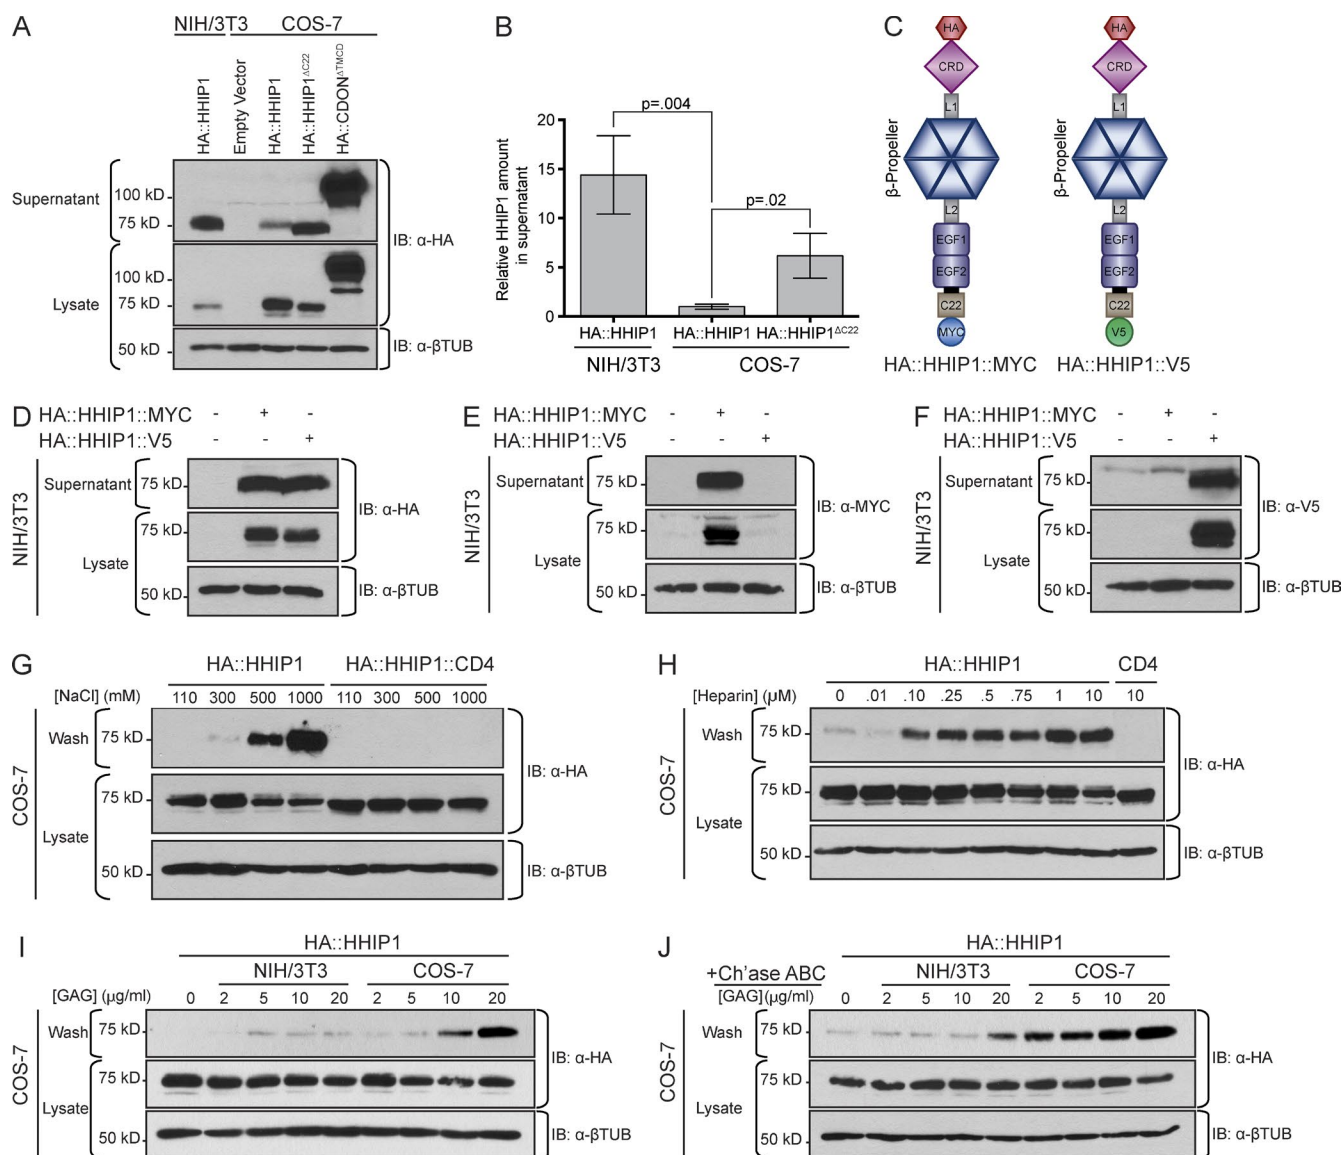 A
NIH/3T3 COS-7
HA::HHIP1
Empty Vector
HA::HHIP1
HA::HHIP1ΔC22
HA::CDONΔTMCD
Supernatant
100 kD
75 kD
Lysate
100 kD
75 kD
50 kD
IB: α-HA
IB: α-βTUB
B
p=.004
p=.02
Relative HHIP1 amount
in supernatant
20
15
10
5
0
HA::HHIP1 HA::HHIP1 HA::HHIP1ΔC22
NIH/3T3 COS-7
C
HA HA
CRD CRD
L1 L1
β-Propeller β-Propeller
L2 L2
EGF1 EGF1
EGF2 EGF2
C22 C22
MYC V5
HA::HHIP1::MYC HA::HHIP1::V5
D
HA::HHIP1::MYC - + -
HA::HHIP1::V5 - - +
NIH/3T3
Supernatant 75 kD
Lysate 75 kD
50 kD
IB: α-HA
IB: α-βTUB
E
HA::HHIP1::MYC - + -
HA::HHIP1::V5 - - +
NIH/3T3
Supernatant 75 kD
Lysate 75 kD
50 kD
IB: α-MYC
IB: α-βTUB
F
HA::HHIP1::MYC - + -
HA::HHIP1::V5 - - +
NIH/3T3
Supernatant 75 kD
Lysate 75 kD
50 kD
IB: α-V5
IB: α-βTUB
G
HA::HHIP1 HA::HHIP1::CD4
[NaCl] (mM) 110 300 500 1000 110 300 500 1000
COS-7
Wash 75 kD
Lysate 75 kD
50 kD
IB: α-HA
IB: α-βTUB
H
HA::HHIP1 CD4
[Heparin] (μM) 0 .01 .10 .25 .5 .75 1 10 10
COS-7
Wash 75 kD
Lysate 75 kD
50 kD
IB: α-HA
IB: α-βTUB
I
HA::HHIP1
NIH/3T3 COS-7
[GAG] (μg/ml) 0 2 5 10 20 2 5 10 20
COS-7
Wash 75 kD
Lysate 75 kD
50 kD
IB: α-HA
IB: α-βTUB
J
HA::HHIP1
+Ch'ase ABC NIH/3T3 COS-7
[GAG] (μg/ml) 0 2 5 10 20 2 5 10 20
COS-7
Wash 75 kD
Lysate 75 kD
50 kD
IB: α-HA
IB: α-βTUB